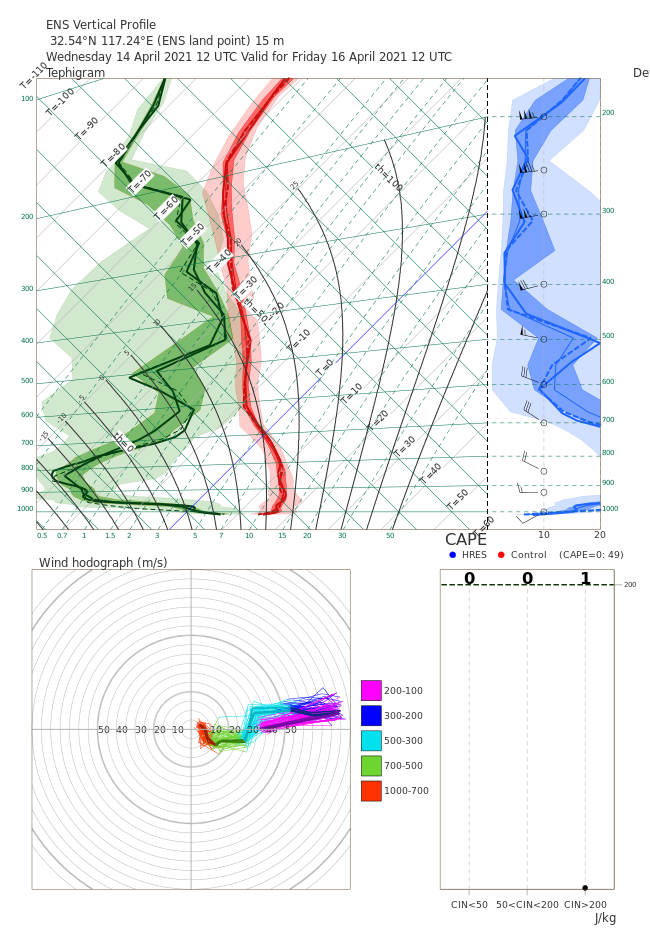 ENS Vertical Profile
32.54°N 117.24°E (ENS land point) 15 m
Wednesday 14 April 2021 12 UTC Valid for Friday 16 April 2021 12 UTC
Tephigram
De
T=-110
T=-100
T=-90
T=-80
T=-70
T=-60
T=-50
T=-40
T=-30
T=-20
T=-10
T=0
T=10
T=20
T=30
T=40
T=50
th=100
th=0
100
200
300
400
500
600
700
800
900
1000
-15
-10
-5
5
10
15
20
25
200
300
400
500
600
700
800
900
1000
0.5 0.7 1 1.5 2 3 5 7 10 15 20 30 50
10 20
CAPE
HRES Control (CAPE=0: 49)
0 0 1
200
CIN<50 50<CIN<200 CIN>200
J/kg
Wind hodograph (m/s)
50 40 30 20 10 10 20 30 40 50
200-100
300-200
500-300
700-500
1000-700